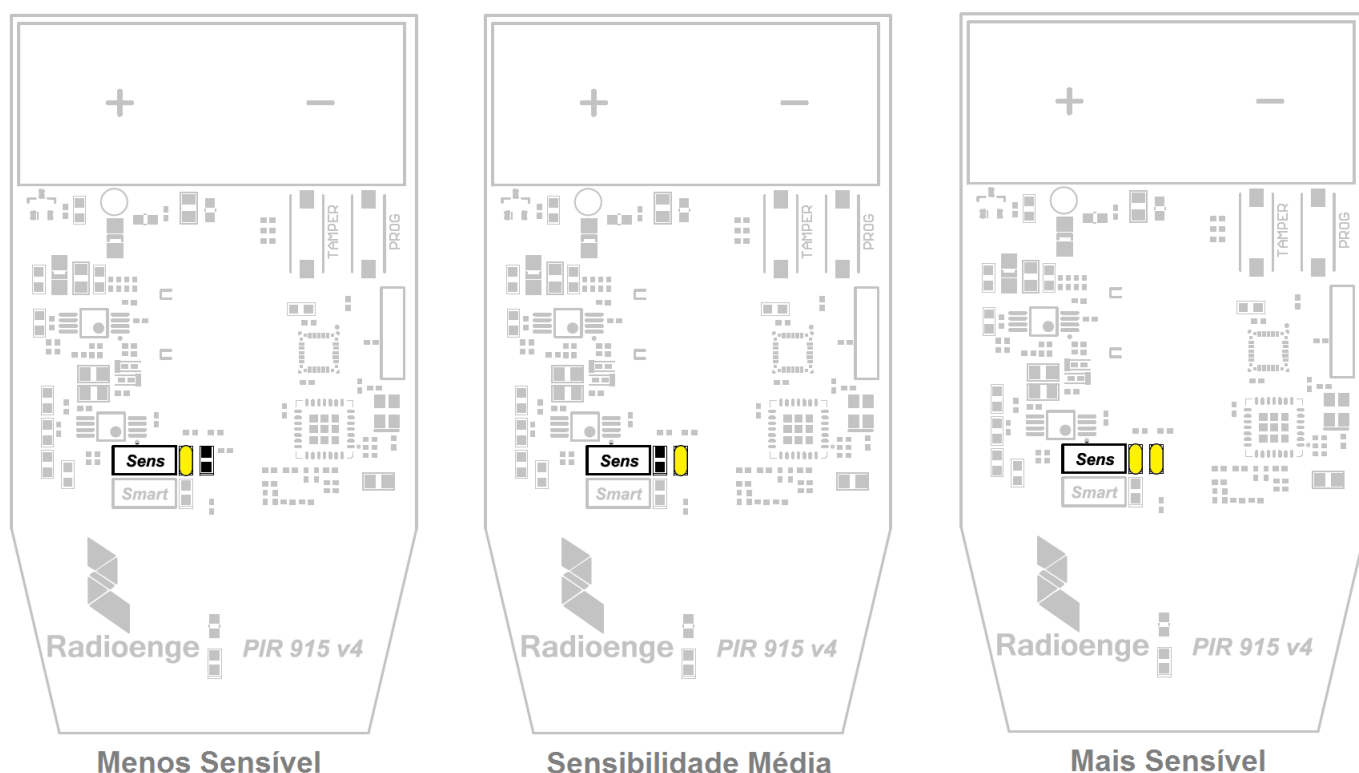 + −
TAMPER
PROG
Sens
Smart
Radioenge PIR 915 v4
Menos Sensível
+ −
TAMPER
PROG
Sens
Smart
Radioenge PIR 915 v4
Sensibilidade Média
+ −
TAMPER
PROG
Sens
Smart
Radioenge PIR 915 v4
Mais Sensível